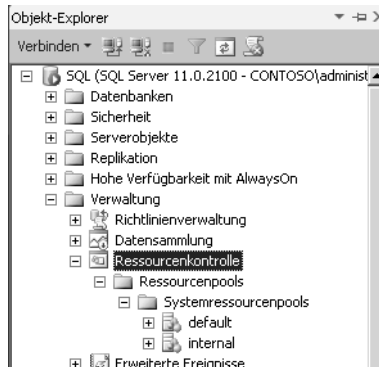 Objekt-Explorer
Verbinden
SQL (SQL Server 11.0.2100 - CONTOSO\administ
Datenbanken
Sicherheit
Serverobjekte
Replikation
Hohe Verfügbarkeit mit AlwaysOn
Verwaltung
Richtlinienverwaltung
Datensammlung
Ressourcenkontrolle
Ressourcenpools
Systemressourcenpools
default
internal
Erweiterte Ereignisse